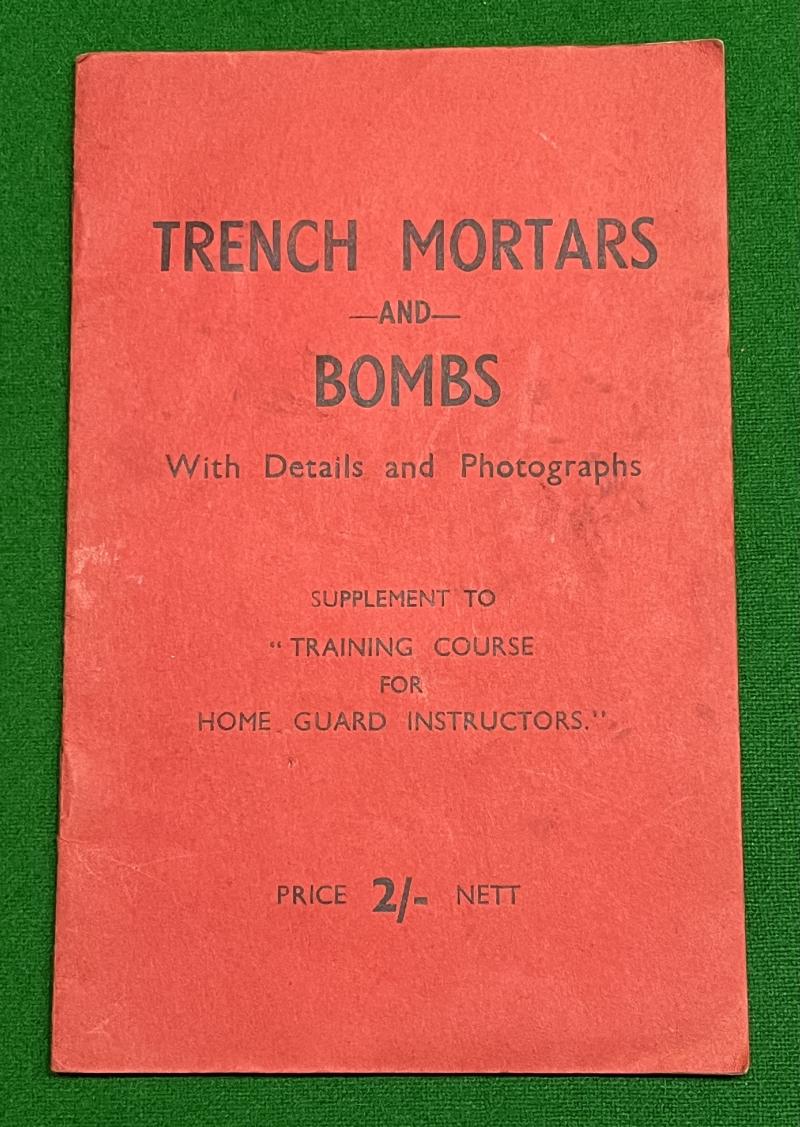 TRENCH MORTARS
—AND—
BOMBS
With Details and Photographs
SUPPLEMENT TO
“ TRAINING COURSE
FOR
HOME GUARD INSTRUCTORS.”
PRICE 2/- NETT